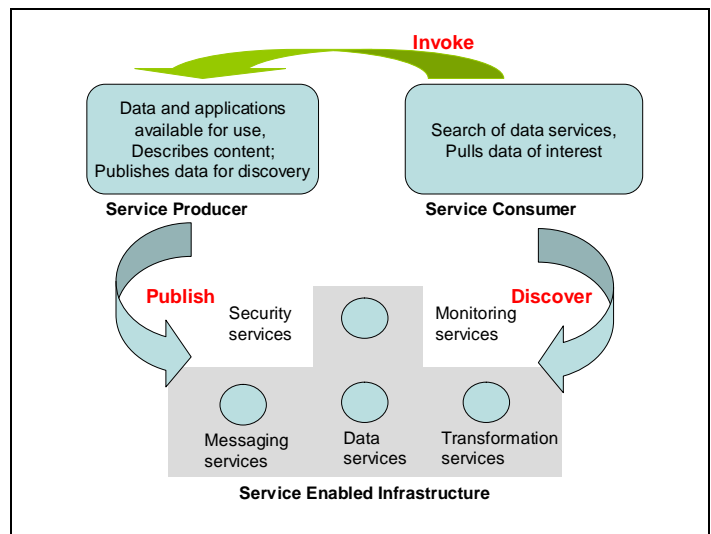 Invoke
Data and applications
available for use,
Describes content;
Publishes data for discovery
Search of data services,
Pulls data of interest
Service Producer
Service Consumer
Publish
Discover
Security
services
Monitoring
services
Messaging
services
Data
services
Transformation
services
Service Enabled Infrastructure